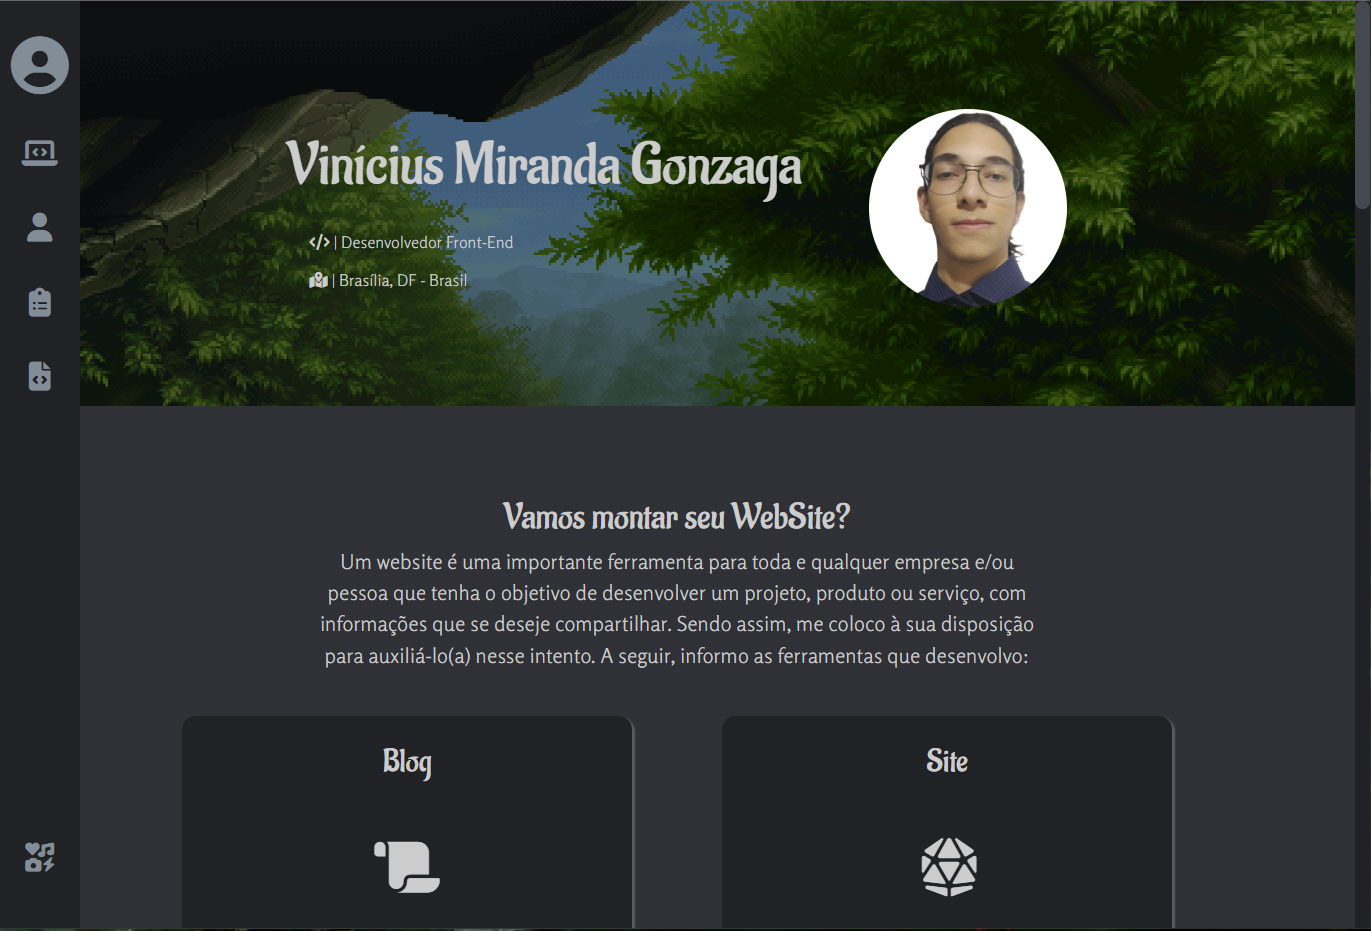 Vinícius Miranda Gonzaga
| Desenvolvedor Front-End
| Brasília, DF - Brasil
Vamos montar seu WebSite?
Um website é uma importante ferramenta para toda e qualquer empresa e/ou
pessoa que tenha o objetivo de desenvolver um projeto, produto ou serviço, com
informações que se deseje compartilhar. Sendo assim, me coloco à sua disposição
para auxiliá-lo(a) nesse intento. A seguir, informo as ferramentas que desenvolvo:
Blog
Site